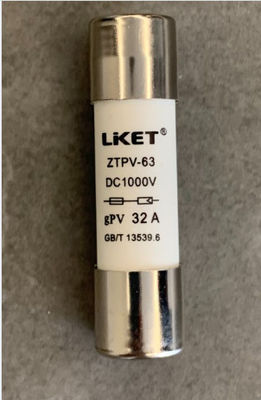 LiKET®
ZTPV-63
DC1000V
gPV 32 A
GB/T 13539.6